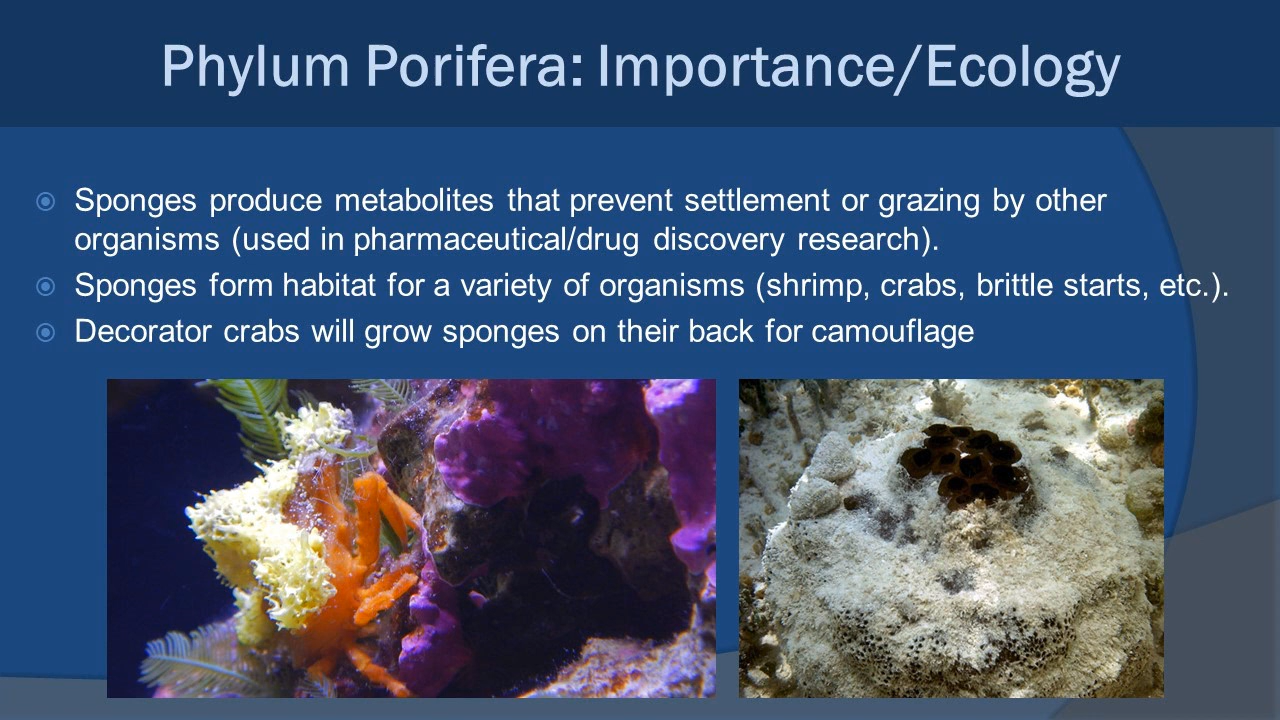 Phylum Porifera: Importance/Ecology
Sponges produce metabolites that prevent settlement or grazing by other
organisms (used in pharmaceutical/drug discovery research).
Sponges form habitat for a variety of organisms (shrimp, crabs, brittle starts, etc.).
Decorator crabs will grow sponges on their back for camouflage